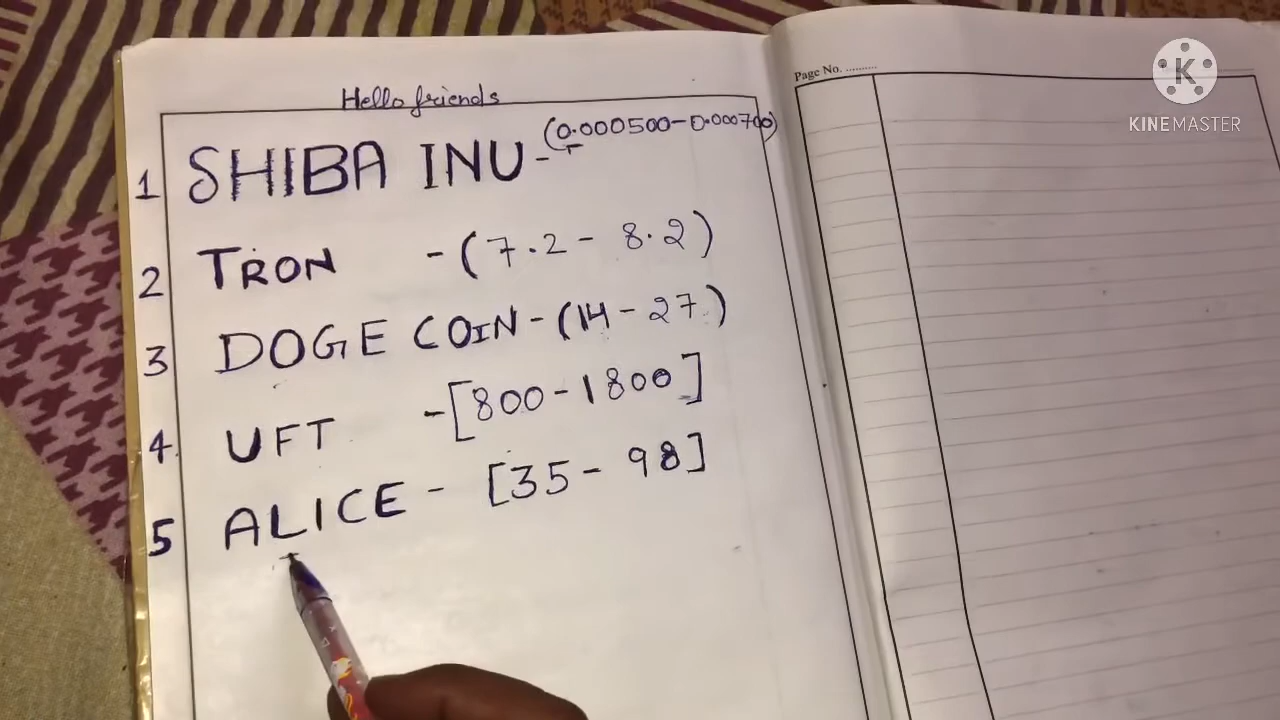 Hello friends
Page No. ..........
K
KINEMASTER
1 SHIBA INU - (0.000500-0.000700)
2 TRON - (7.2 - 8.2)
3 DOGE COIN - (14 - 27)
4. UFT - [800 - 1800]
5 ALICE - [35 - 98]